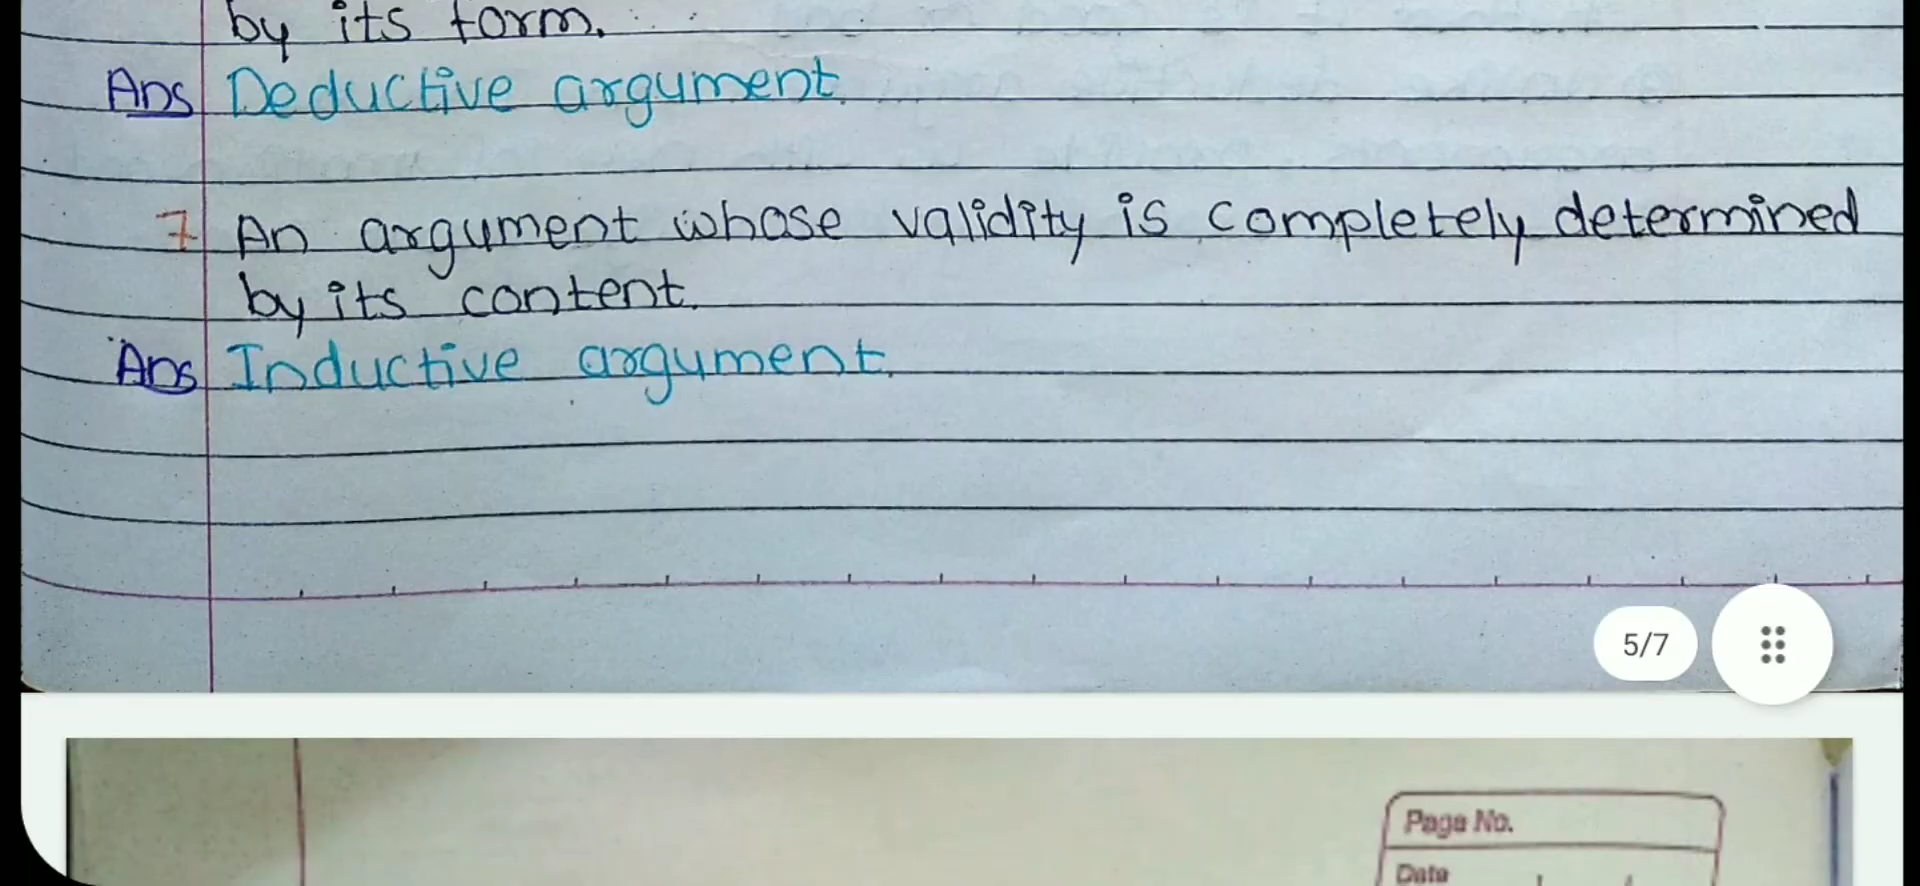 by its form.
Ans Deductive argument.
7 An argument whose validity is completely determined
by its content.
Ans Inductive argument.
5/7
Page No.
Date